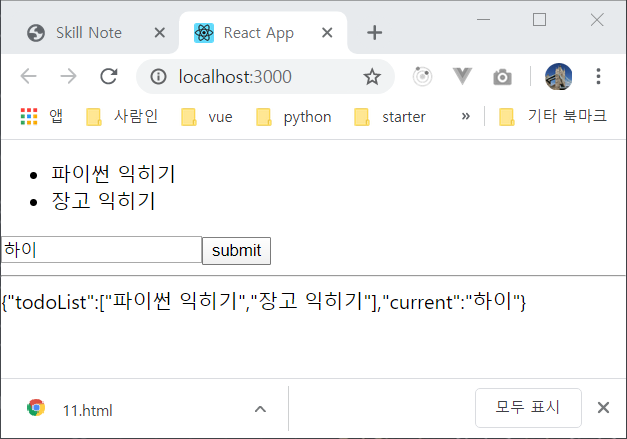 Skill Note
React App
localhost:3000
앱 사람인 vue python starter » 기타 북마크
파이썬 익히기
장고 익히기
하이 submit
{"todoList":["파이썬 익히기","장고 익히기"],"current":"하이"}
11.html 모두 표시